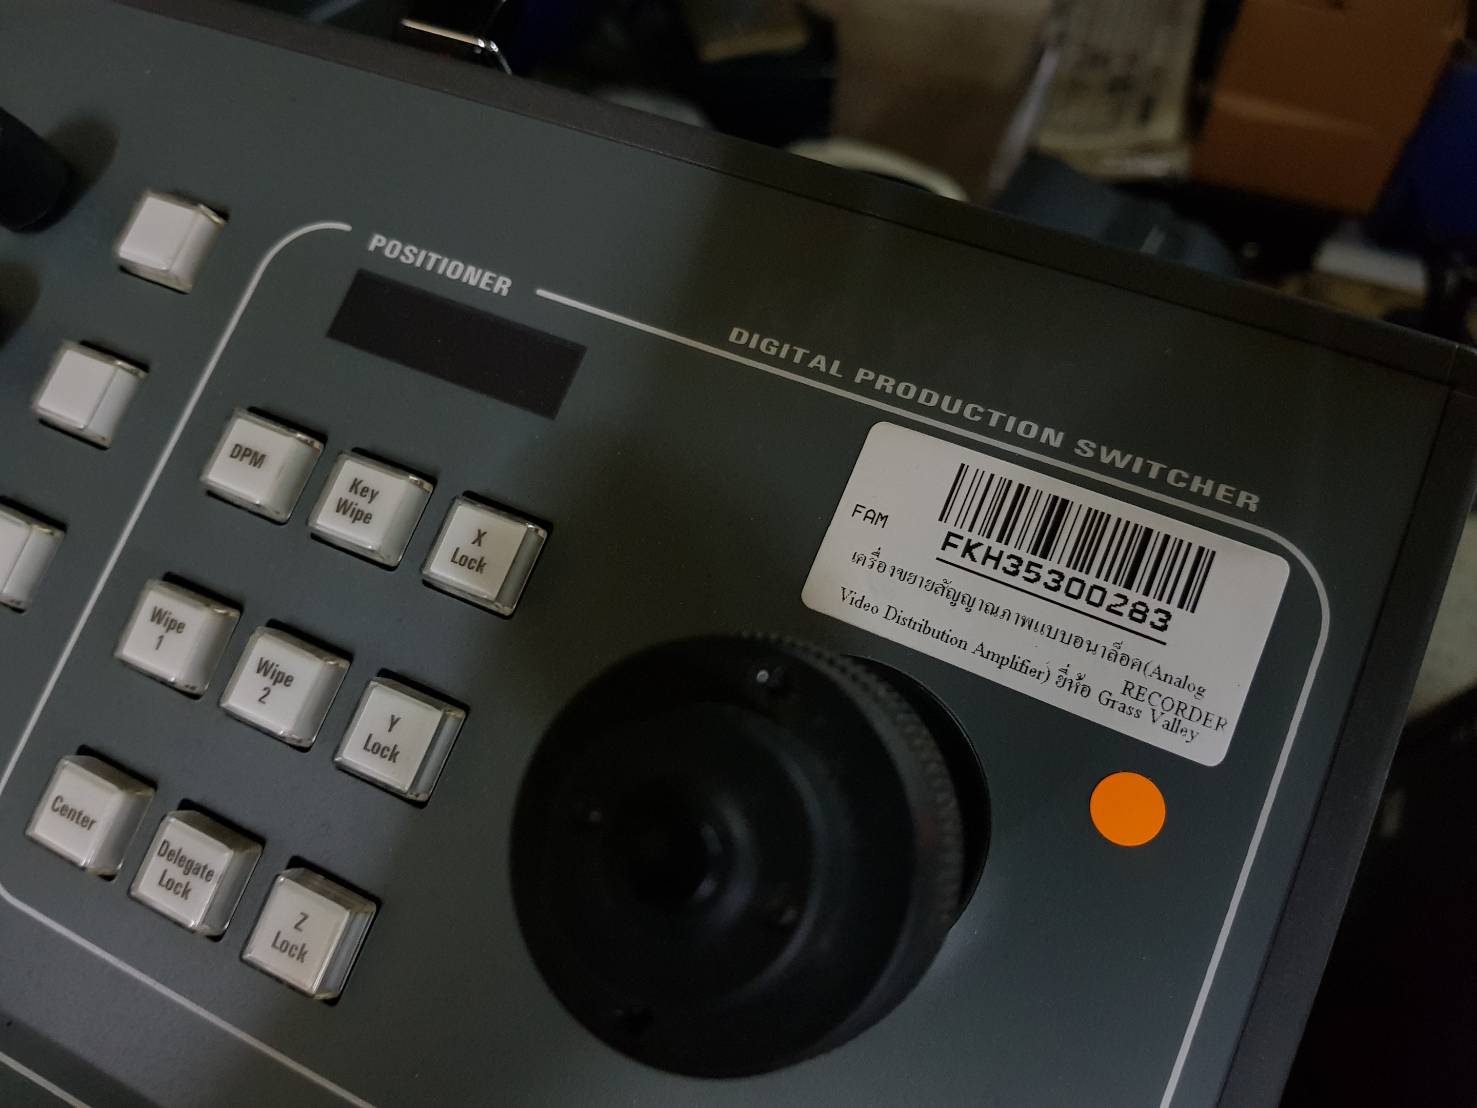 POSITIONER
DIGITAL PRODUCTION SWITCHER
DPM
Key
Wipe
X
Lock
Wipe
1
Wipe
2
Y
Lock
Center
Delegate
Lock
Z
Lock
FAM
FKH35300283
เครื่องขยายสัญญาณภาพแบบอนาล็อค(Analog
Video Distribution Amplifier) ยี่ห้อ Grass Valley
RECORDER